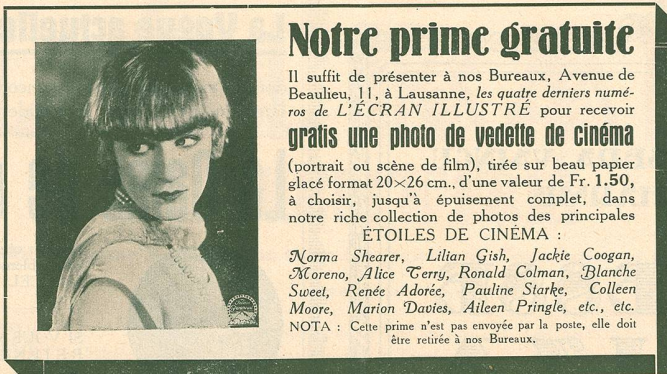 Notre prime gratuite
Il suffit de présenter à nos Bureaux, Avenue de
Beaulieu, 11, à Lausanne, les quatre derniers numé-
ros de L'ÉCRAN ILLUSTRÉ pour recevoir
gratis une photo de vedette de cinéma
(portrait ou scène de film), tirée sur beau papier
glacé format 20×26 cm., d'une valeur de Fr. 1.50,
à choisir, jusqu'à épuisement complet, dans
notre riche collection de photos des principales
ÉTOILES DE CINÉMA :
Norma Shearer, Lilian Gish, Jackie Coogan,
Moreno, Alice Terry, Ronald Colman, Blanche
Sweet, Renée Adorée, Pauline Starke, Colleen
Moore, Marion Davies, Aileen Pringle, etc., etc.
NOTA : Cette prime n'est pas envoyée par la poste, elle doit
être retirée à nos Bureaux.